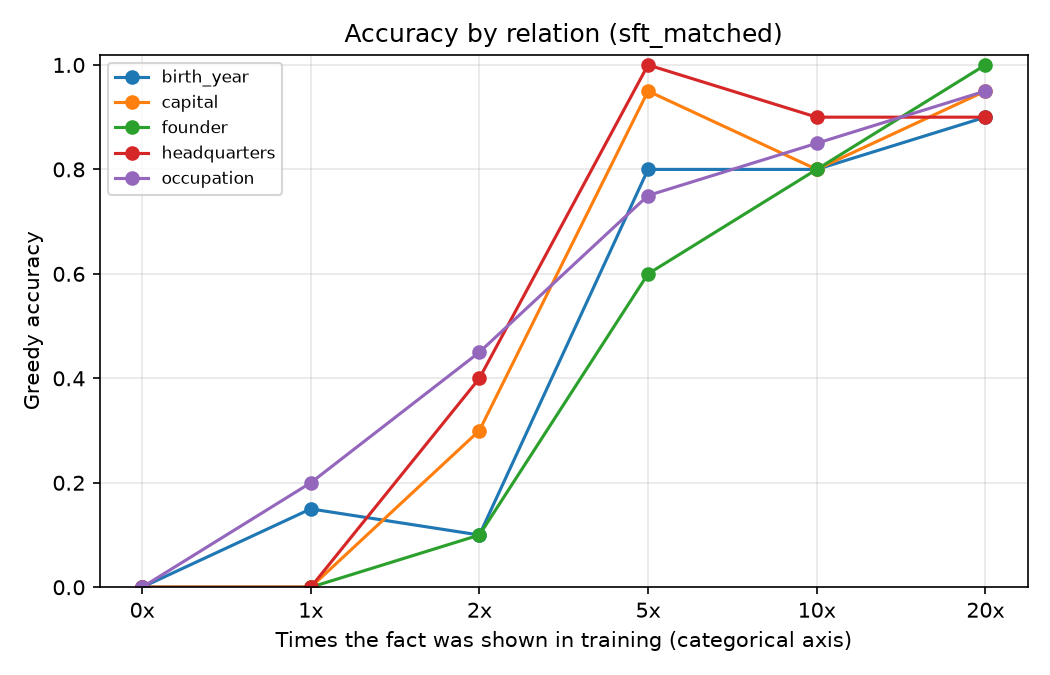 Accuracy by relation (sft_matched)
birth_year
capital
founder
headquarters
occupation
Greedy accuracy
1.0
0.8
0.6
0.4
0.2
0.0
0x 1x 2x 5x 10x 20x
Times the fact was shown in training (categorical axis)